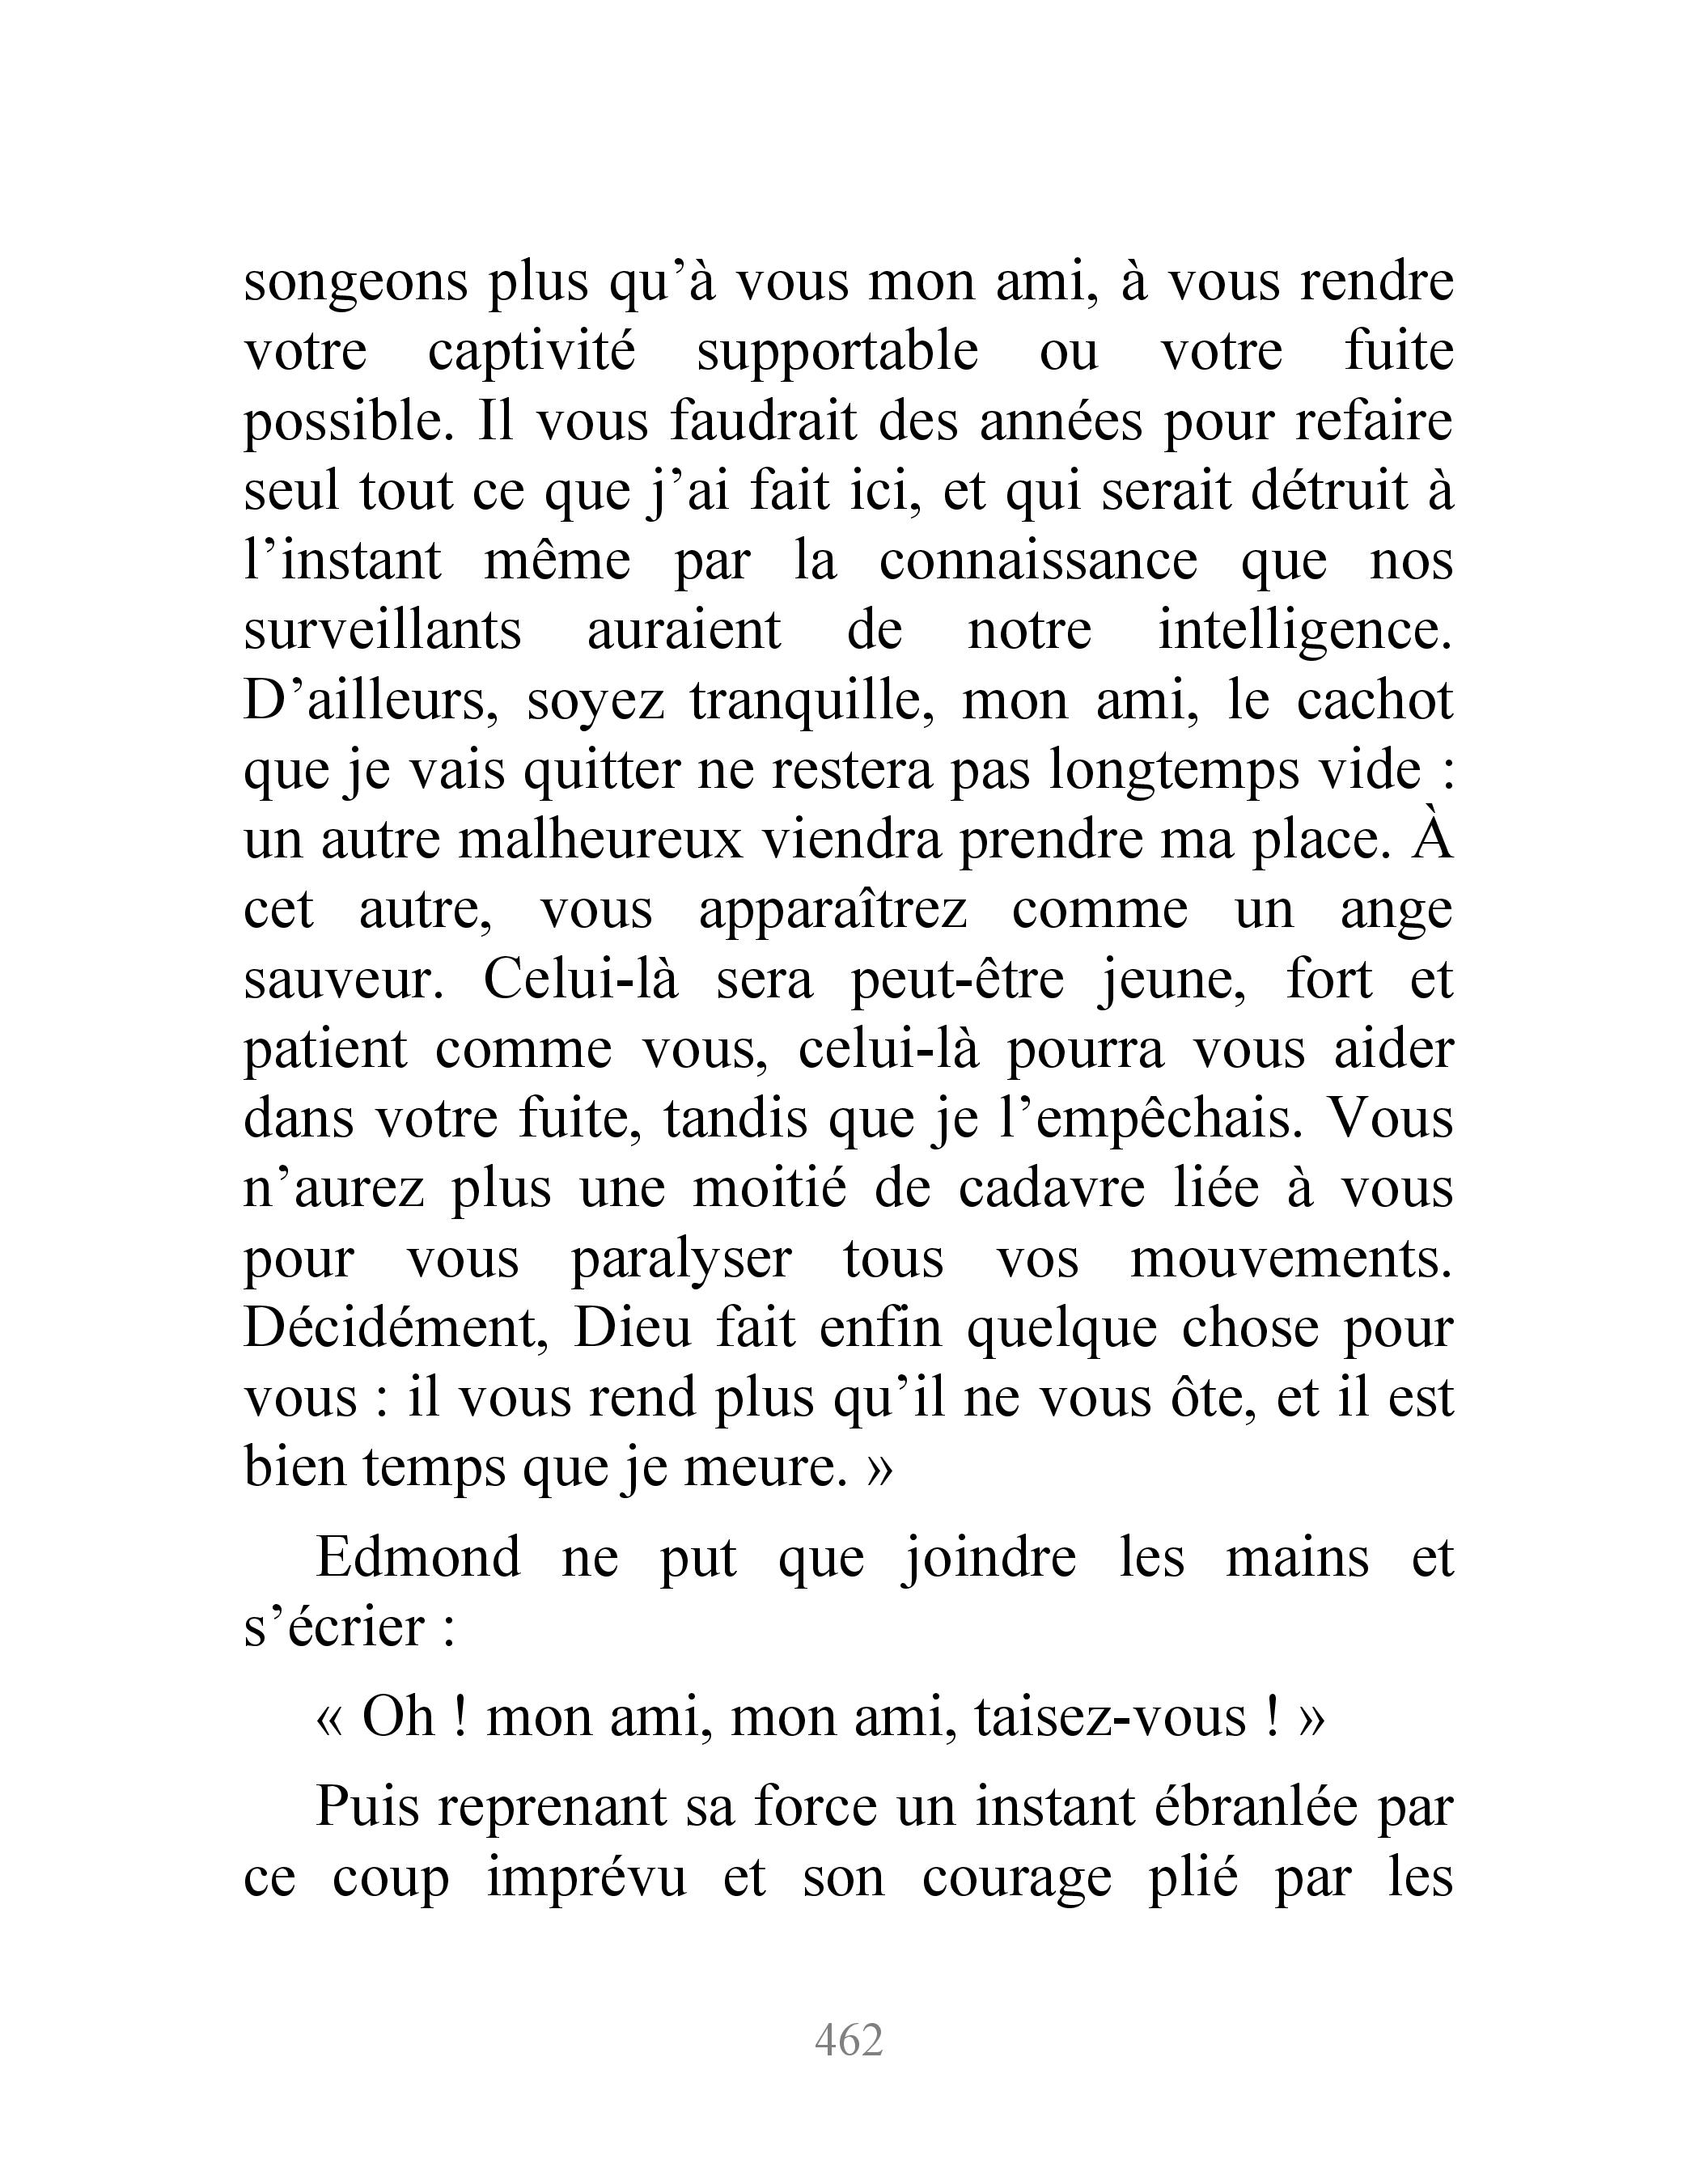 songeons plus qu’à vous mon ami, à vous rendre
votre captivité supportable ou votre fuite
possible. Il vous faudrait des années pour refaire
seul tout ce que j’ai fait ici, et qui serait détruit à
l’instant même par la connaissance que nos
surveillants auraient de notre intelligence.
D’ailleurs, soyez tranquille, mon ami, le cachot
que je vais quitter ne restera pas longtemps vide :
un autre malheureux viendra prendre ma place. À
cet autre, vous apparaîtrez comme un ange
sauveur. Celui-là sera peut-être jeune, fort et
patient comme vous, celui-là pourra vous aider
dans votre fuite, tandis que je l’empêchais. Vous
n’aurez plus une moitié de cadavre liée à vous
pour vous paralyser tous vos mouvements.
Décidément, Dieu fait enfin quelque chose pour
vous : il vous rend plus qu’il ne vous ôte, et il est
bien temps que je meure. »
Edmond ne put que joindre les mains et
s’écrier :
« Oh ! mon ami, mon ami, taisez-vous ! »
Puis reprenant sa force un instant ébranlée par
ce coup imprévu et son courage plié par les
462